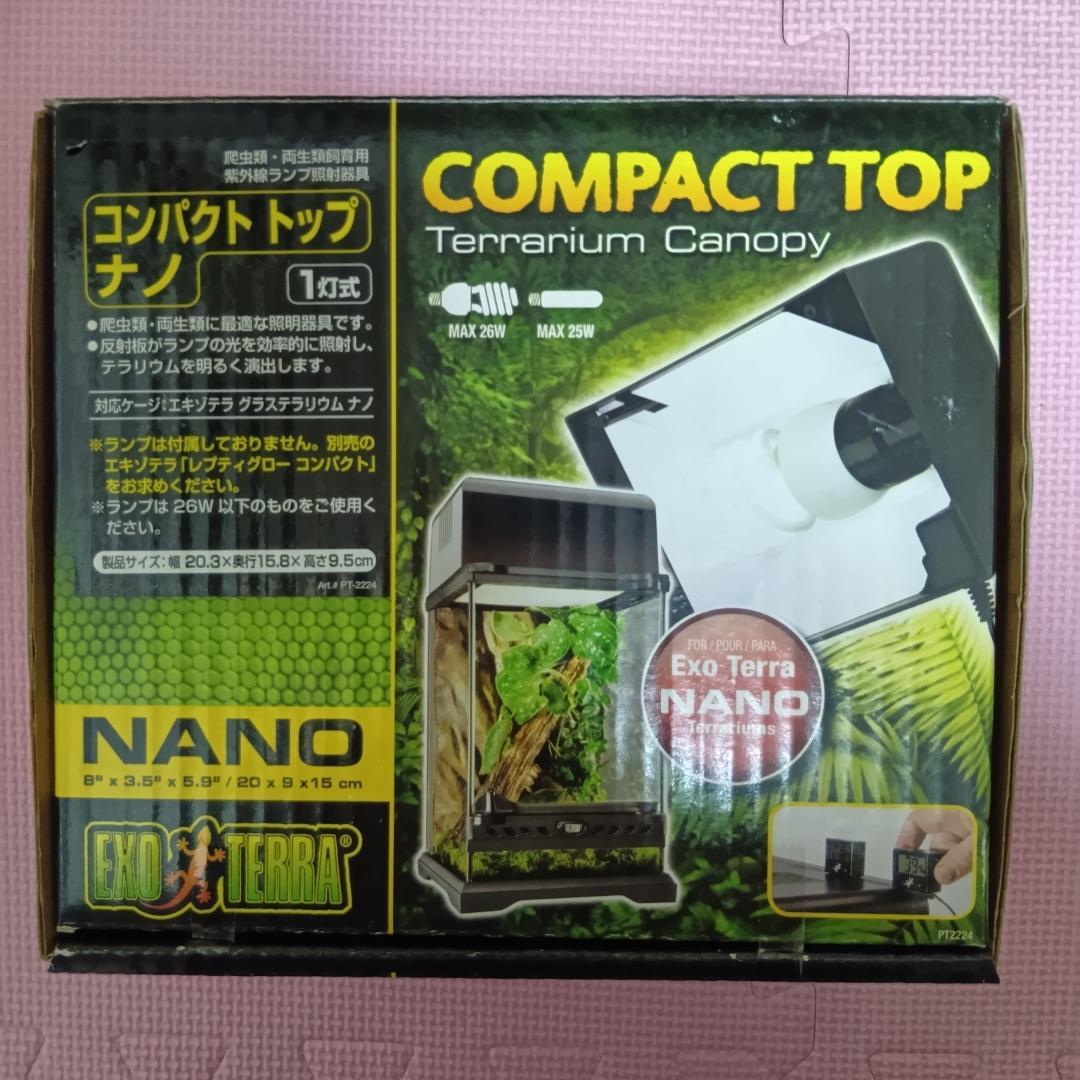 爬虫類・両生類飼育用
紫外線ランプ照射器具
コンパクト トップ
ナノ
1灯式
●爬虫類・両生類に最適な照明器具です。
●反射板がランプの光を効率的に照射し、
テラリウムを明るく演出します。
対応ケージ:エキゾテラ グラステラリウム ナノ
※ランプは付属しておりません。別売の
エキゾテラ「レプティグロー コンパクト」
をお求めください。
※ランプは 26W 以下のものをご使用く
ださい。
製品サイズ:幅 20.3×奥行15.8×高さ9.5cm
Art.# PT-2224
NANO
8" x 3.5" x 5.9" / 20 x 9 x15 cm
EXO TERRA®
COMPACT TOP
Terrarium Canopy
MAX 26W
MAX 25W
FOR / POUR / PARA
Exo Terra
NANO
Terrariums
39%
PT2224